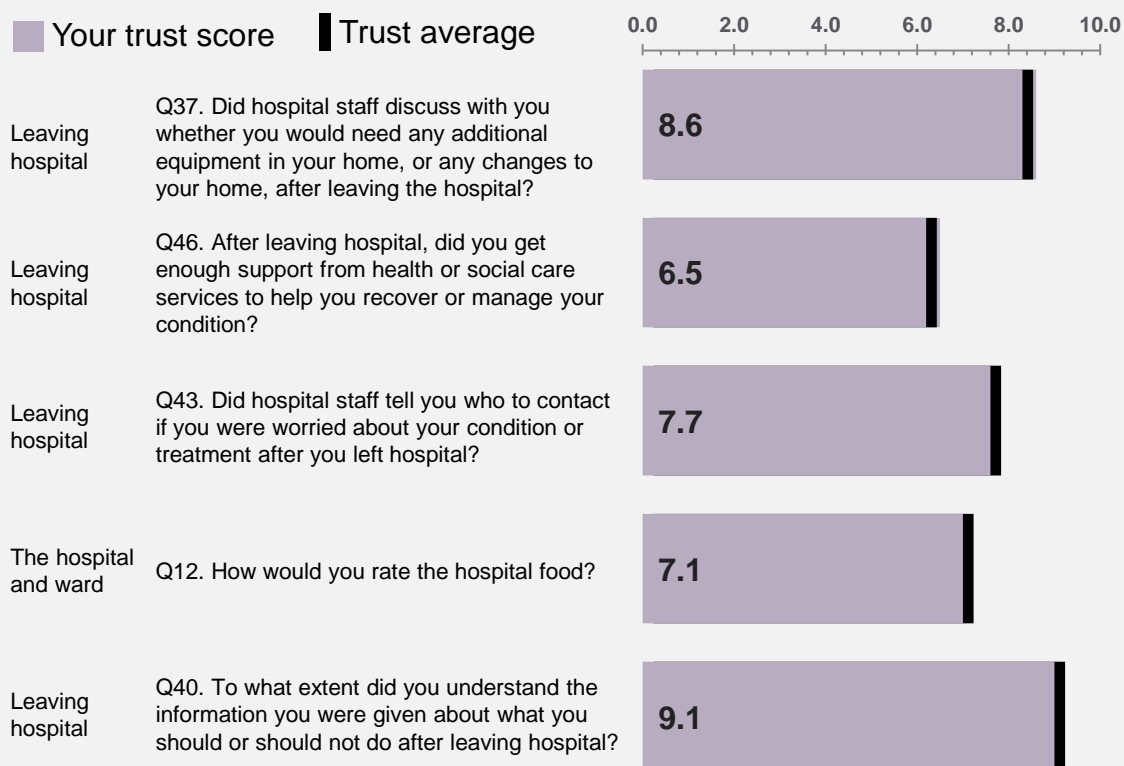 Your trust score Trust average
0.0 2.0 4.0 6.0 8.0 10.0
Leaving
hospital
Q37. Did hospital staff discuss with you
whether you would need any additional
equipment in your home, or any changes to
your home, after leaving the hospital?
8.6
Leaving
hospital
Q46. After leaving hospital, did you get
enough support from health or social care
services to help you recover or manage your
condition?
6.5
Leaving
hospital
Q43. Did hospital staff tell you who to contact
if you were worried about your condition or
treatment after you left hospital?
7.7
The hospital
and ward
Q12. How would you rate the hospital food?
7.1
Leaving
hospital
Q40. To what extent did you understand the
information you were given about what you
should or should not do after leaving hospital?
9.1